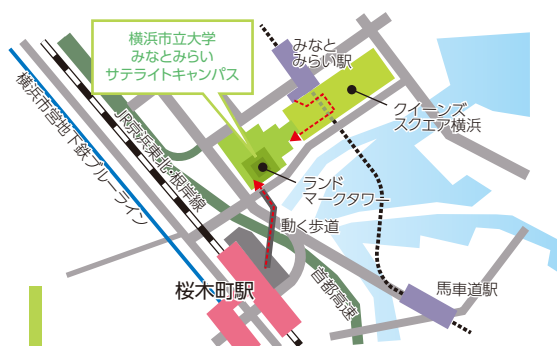 横浜市立大学
みなとみらい
サテライトキャンパス
みなと
みらい駅
クイーンズ
スクエア横浜
横浜市営地下鉄ブルーライン
JR京浜東北・根岸線
ランド
マークタワー
動く歩道
首都高速
桜木町駅
馬車道駅